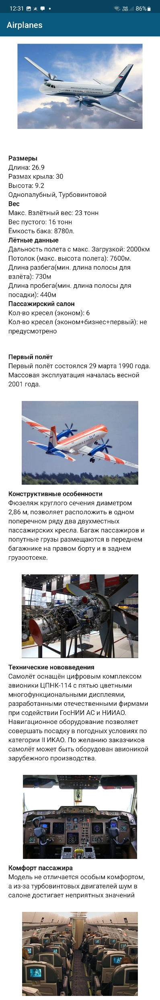 12:31
Vo)) LTE1 86%
Airplanes
Размеры
Длина: 26.9
Размах крыла: 30
Высота: 9.2
Однопалубный, Турбовинтовой
Вес
Макс. Взлётный вес: 23 тонн
Вес пустого: 16 тонн
Ёмкость бака: 8780л.
Лётные данные
Дальность полета с макс. Загрузкой: 2000км
Потолок (макс. высота полета): 7600м.
Длина разбега(мин. длина полосы для
взлёта): 730м
Длина пробега(мин. длина полосы для
посадки): 440м
Пассажирский салон
Кол-во кресел (эконом): 6
Кол-во кресел (эконом+бизнес+первый): не
предусмотрено
Первый полёт
Первый полёт состоялся 29 марта 1990 года.
Массовая эксплуатация началась весной
2001 года.
Конструктивные особенности
Фюзеляж круглого сечения диаметром
2,86 м, позволяет расположить в одном
поперечном ряду два двухместных
пассажирских кресла. Багаж пассажиров и
попутные грузы размещаются в переднем
багажнике на правом борту и в заднем
грузоотсеке.
Технические нововведения
Самолёт оснащён цифровым комплексом
авионики ЦПНК-114 с пятью цветными
многофункциональными дисплеями,
разработанными отечественными фирмами
при содействии ГосНИИ АС и НИИАО.
Навигационное оборудование позволяет
совершать посадку в погодных условиях по
категории II ИКАО. По желанию заказчиков
самолёт может быть оборудован авионикой
зарубежного производства.
Комфорт пассажира
Модель не отличается особым комфортом,
а из-за турбовинтовых двигателей шум в
салоне достигает неприятных значений